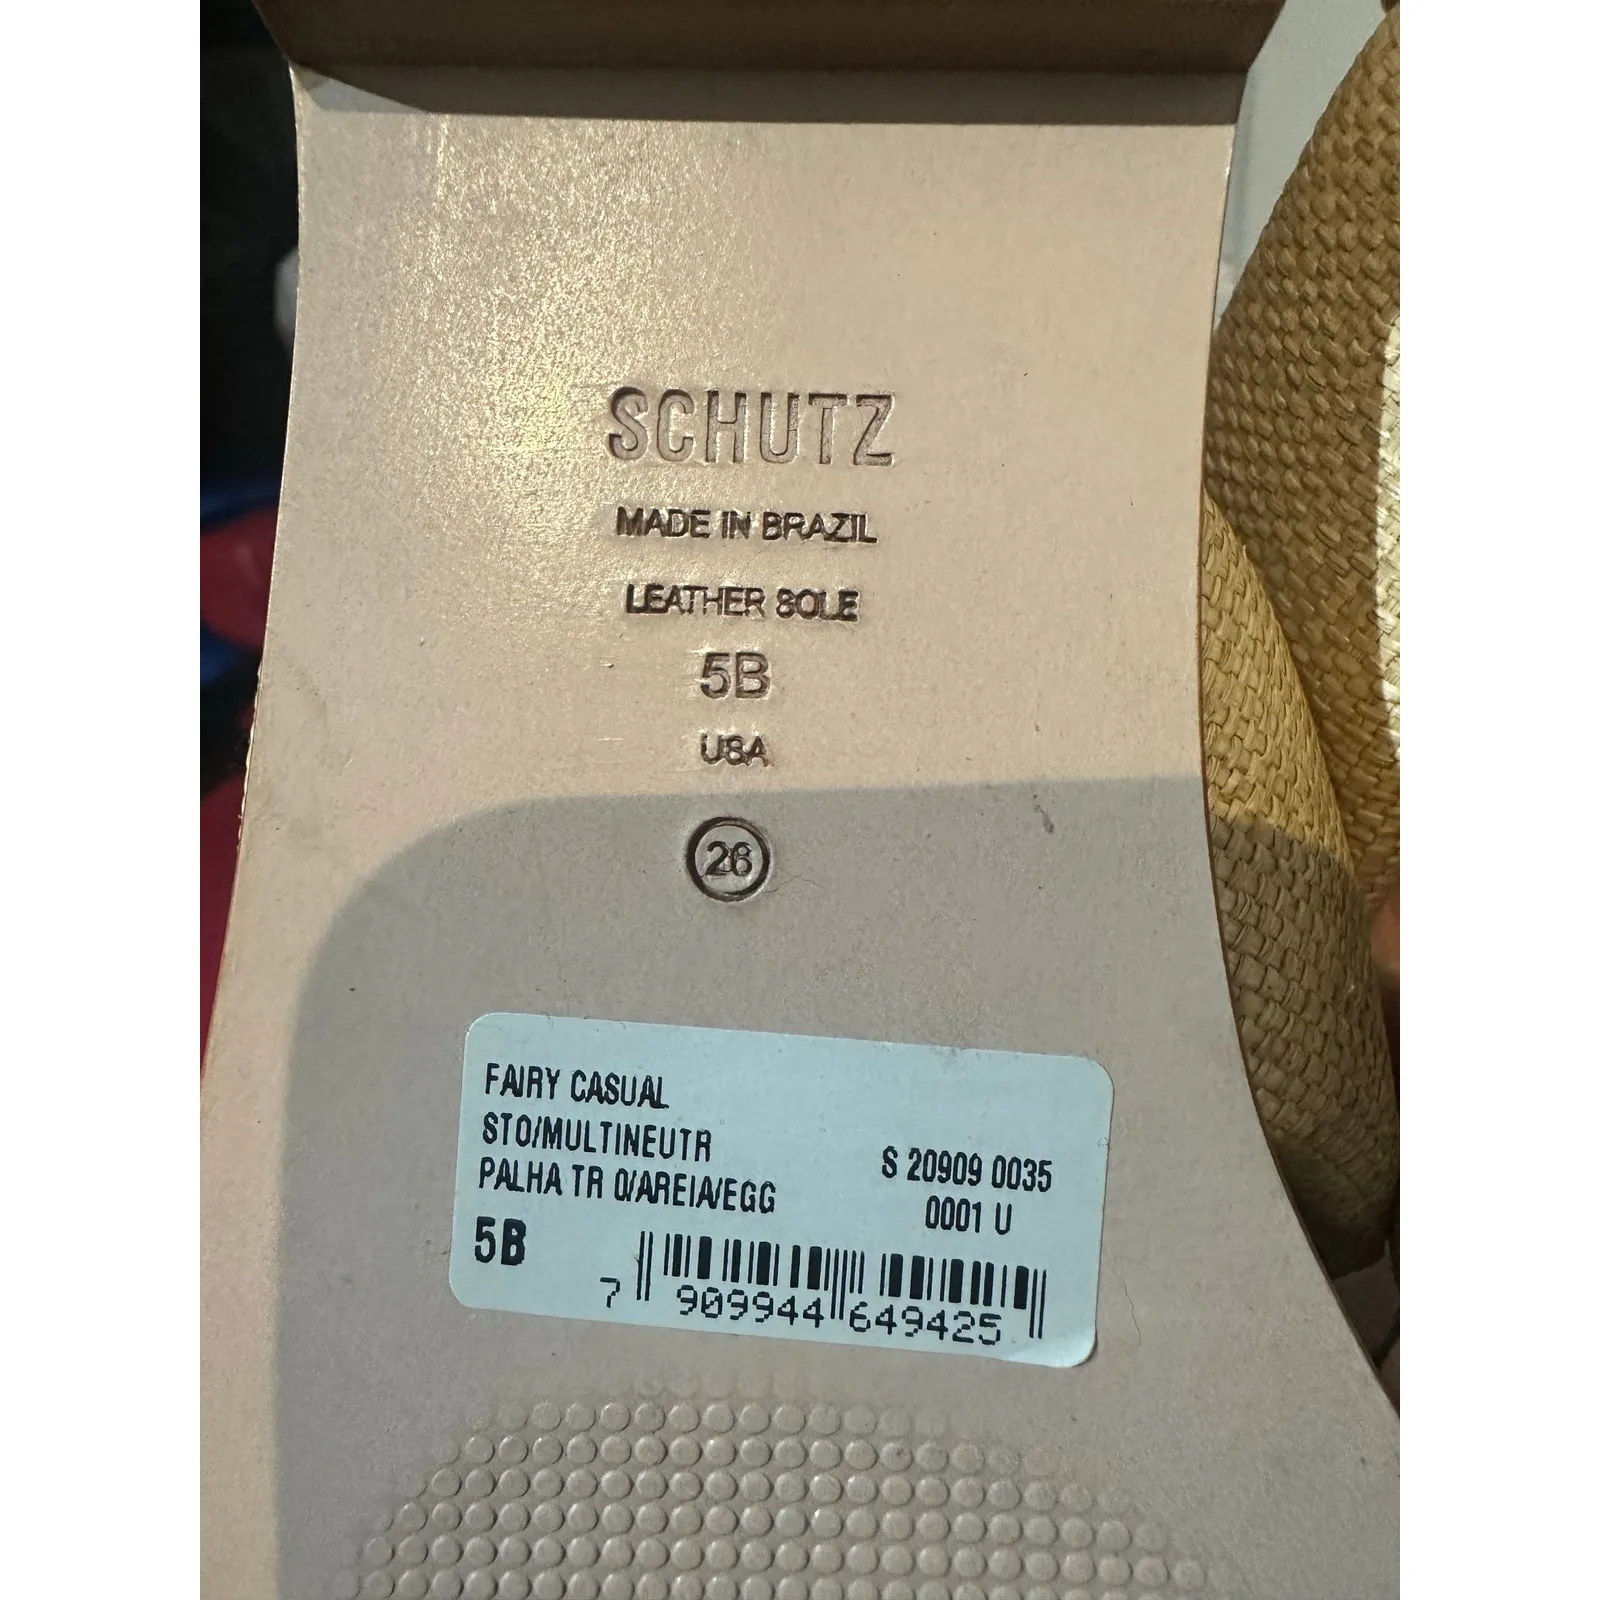 SCHUTZ
MADE IN BRAZIL
LEATHER SOLE
5B
USA
26
FAIRY CASUAL
STO/MULTINEUTR
PALHA TR 0/AREIA/EGG
S 20909 0035
0001 U
5B
7 909944 649425